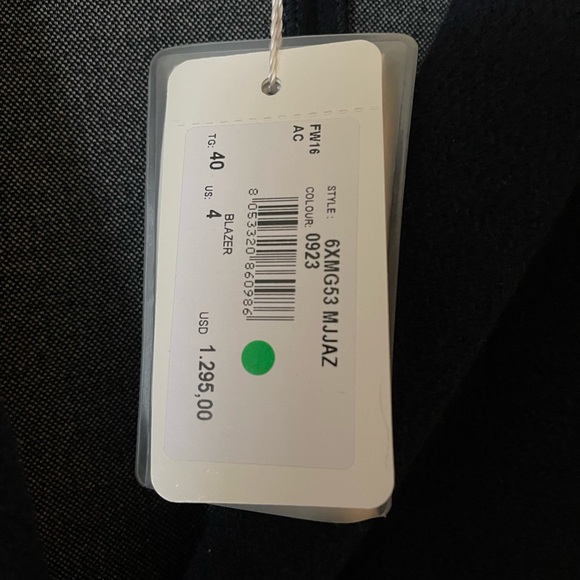 FW16
AC
STYLE : 6XMG53 MJJAZ
COLOUR: 0923
8 053320 860986
BLAZER
TG: 40 US: 4
USD 1.295,00